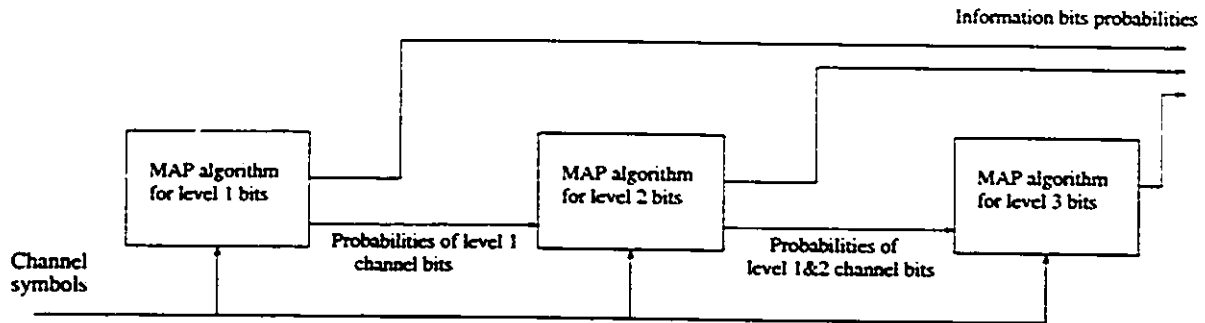 Information bits probabilities
MAP algorithm
for level 1 bits
MAP algorithm
for level 2 bits
MAP algorithm
for level 3 bits
Probabilities of level 1
channel bits
Probabilities of
level 1&2 channel bits
Channel
symbols